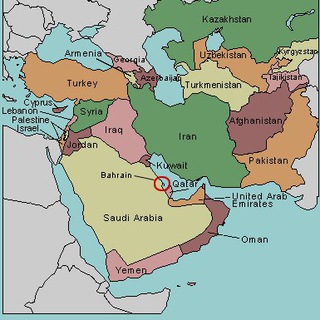 Kazakhstan
Uzbekistan
Kyrgyzstan
Armenia
Georgia
Azerbaijan
Turkmenistan
Tajikistan
Turkey
Cyprus
Lebanon
Palestine
Israel
Syria
Jordan
Iraq
Iran
Afghanistan
Pakistan
Kuwait
Bahrain
Qatar
United Arab
Emirates
Saudi Arabia
Oman
Yemen